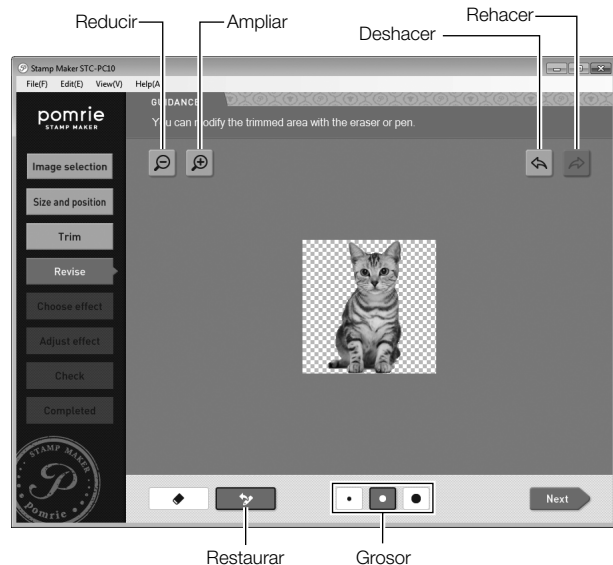 Reducir
Ampliar
Deshacer
Rehacer
Stamp Maker STC-PC10
File(F) Edit(E) View(V) Help(A
GUIDANCE
You can modify the trimmed area with the eraser or pen.
pomrie
STAMP MAKER
Image selection
Size and position
Trim
Revise
Choose effect
Adjust effect
Check
Completed
STAMP MAKER
P
Pomrie
Next
Restaurar
Grosor